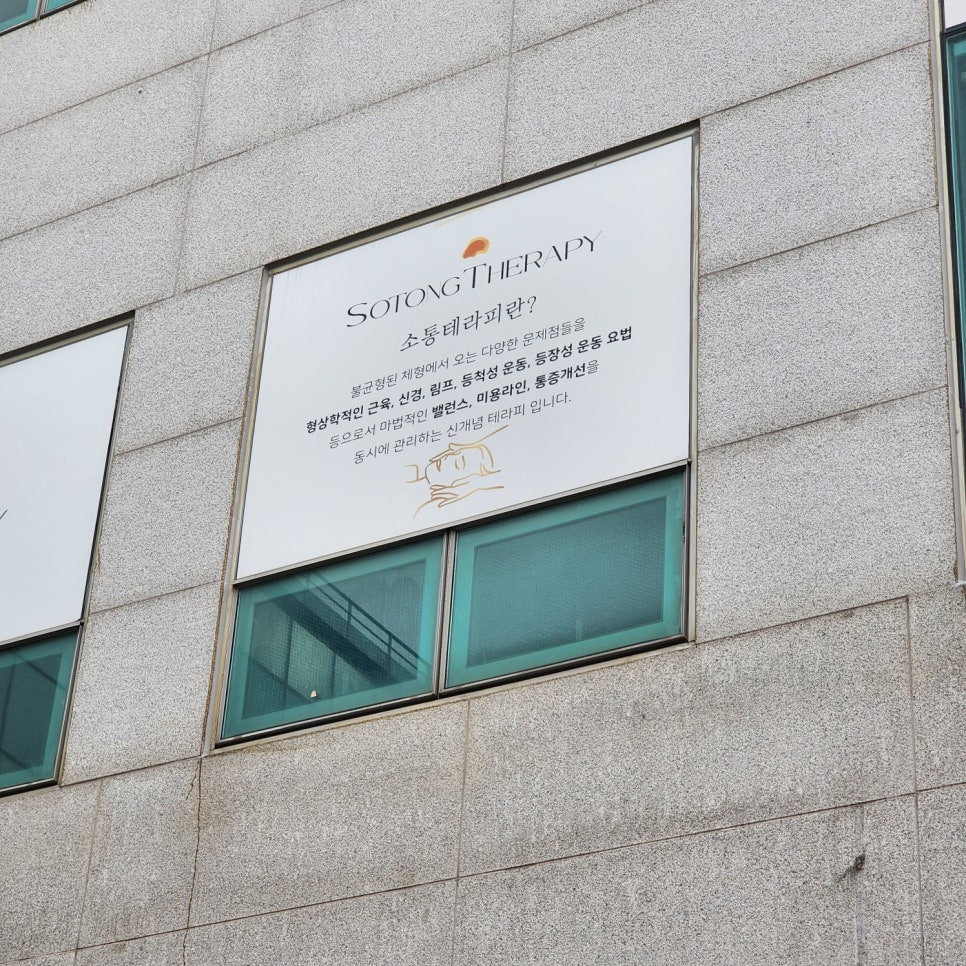 SOTONGTHERAPY
소통테라피란?
불균형된 체형에서 오는 다양한 문제점들을
형상학적인 근육, 신경, 림프, 등척성 운동, 등장성 운동 요법
등으로서 마법적인 밸런스, 미용라인, 통증개선을
동시에 관리하는 신개념 테라피 입니다.